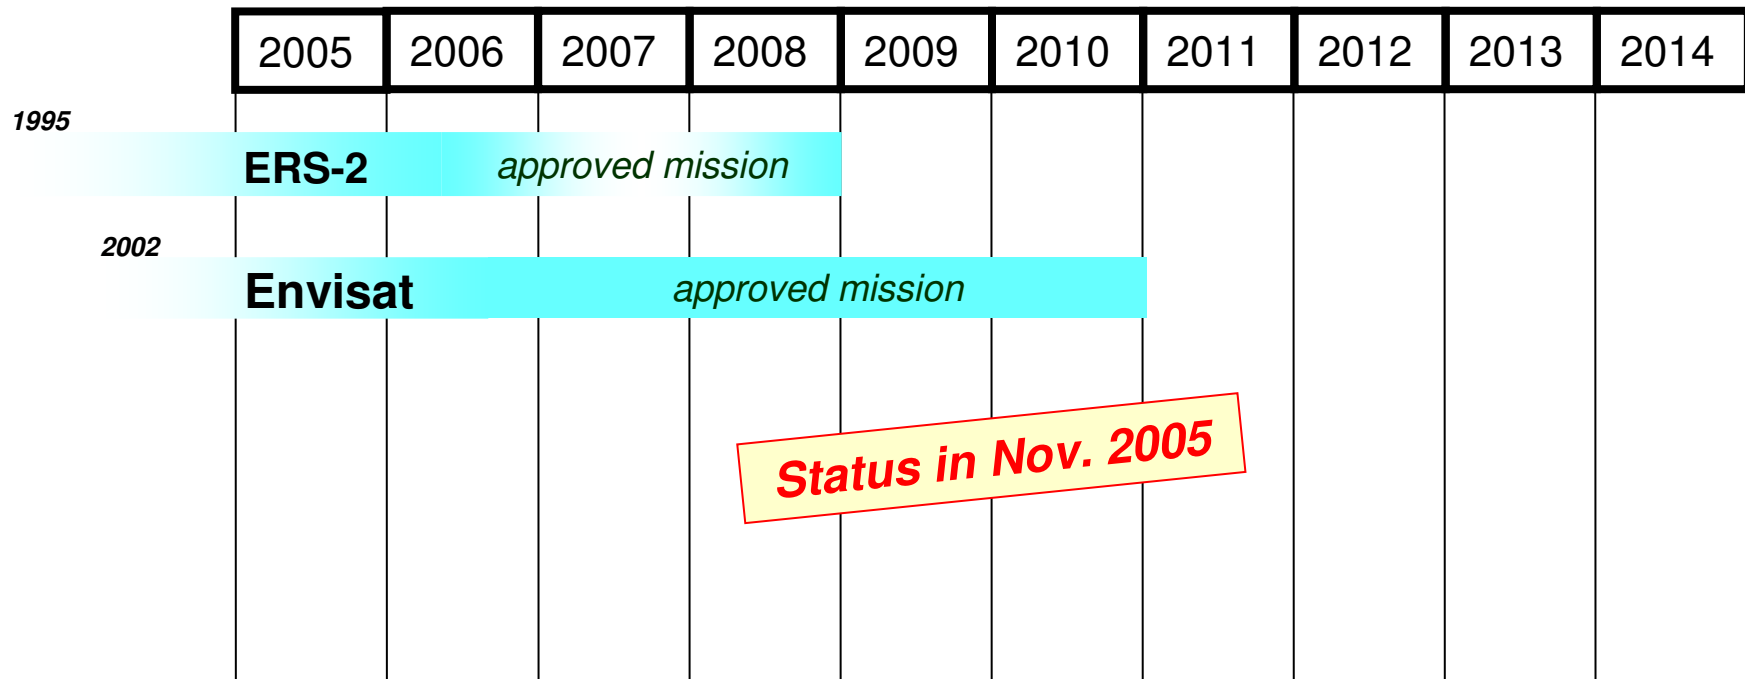 2005 2006 2007 2008 2009 2010 2011 2012 2013 2014
1995
ERS-2 approved mission
2002
Envisat approved mission
Status in Nov. 2005